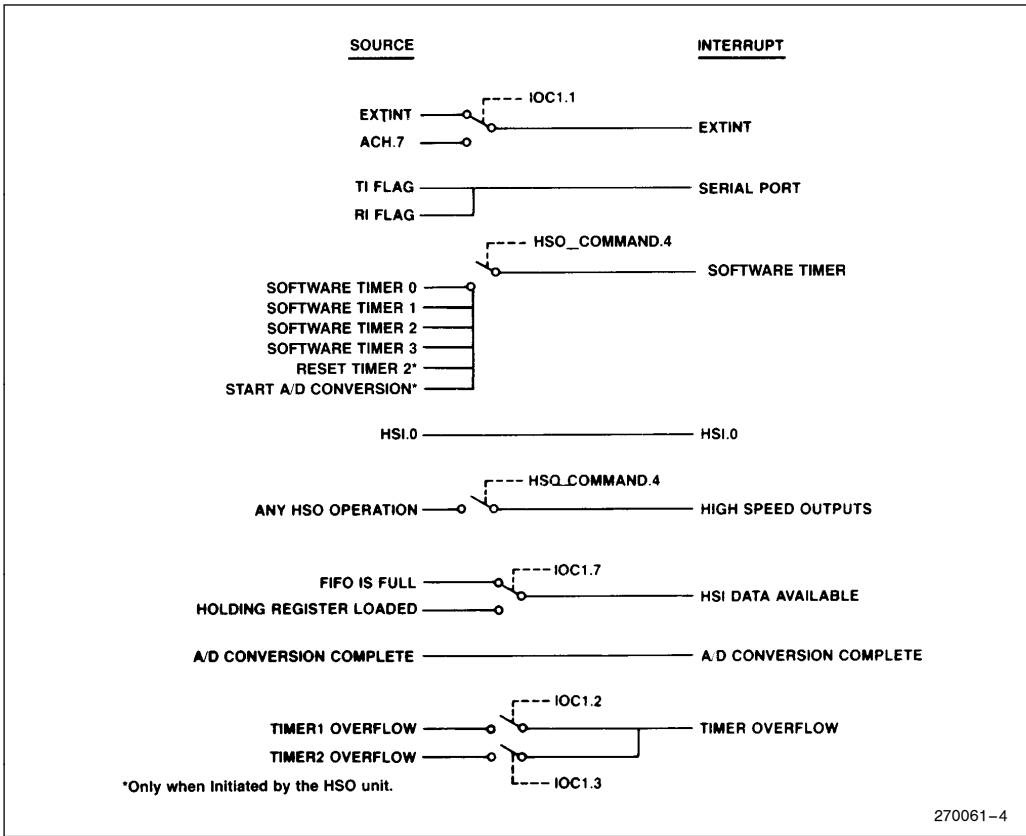 SOURCE INTERRUPT
IOC1.1
EXTINT EXTINT
ACH.7
TI FLAG SERIAL PORT
RI FLAG
HSO_COMMAND.4
SOFTWARE TIMER
SOFTWARE TIMER 0
SOFTWARE TIMER 1
SOFTWARE TIMER 2
SOFTWARE TIMER 3
RESET TIMER 2*
START A/D CONVERSION*
HSI.0 HSI.0
HSO_COMMAND.4
ANY HSO OPERATION HIGH SPEED OUTPUTS
IOC1.7
FIFO IS FULL
HSI DATA AVAILABLE
HOLDING REGISTER LOADED
A/D CONVERSION COMPLETE A/D CONVERSION COMPLETE
IOC1.2
TIMER1 OVERFLOW TIMER OVERFLOW
TIMER2 OVERFLOW
IOC1.3
*Only when Initiated by the HSO unit.
270061–4